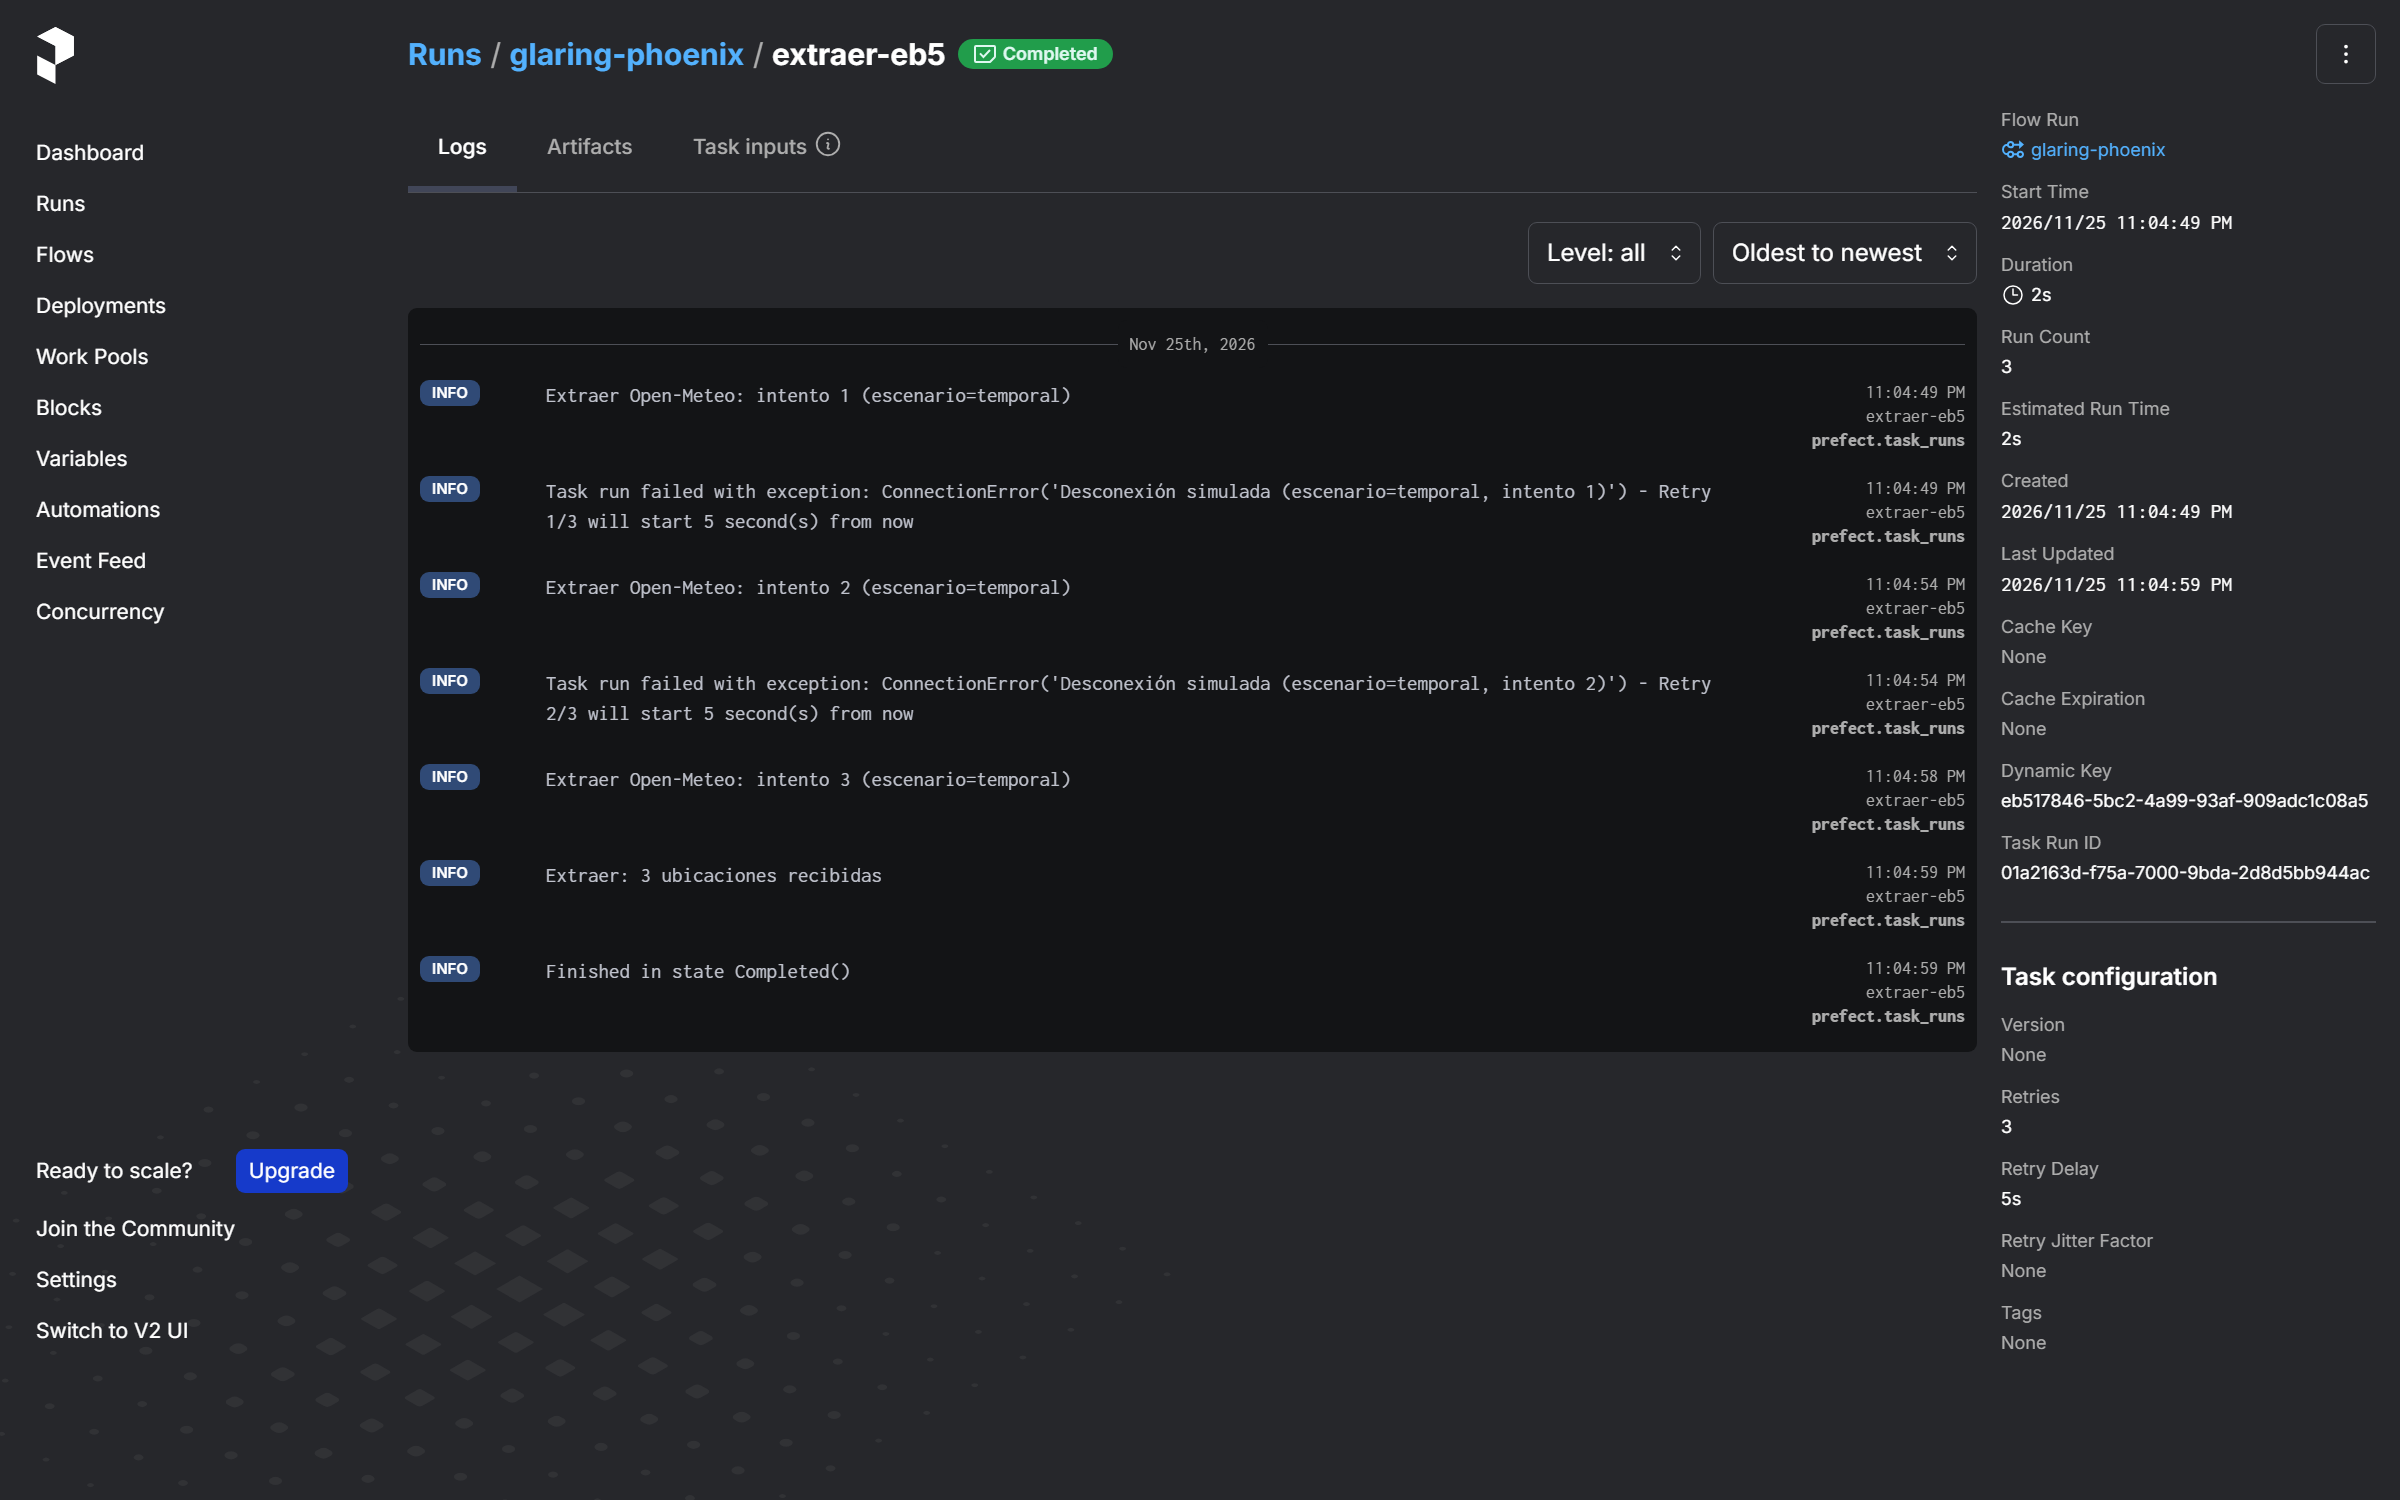 Runs / glaring-phoenix / extraer-eb5 Completed
Dashboard
Runs
Flows
Deployments
Work Pools
Blocks
Variables
Automations
Event Feed
Concurrency
Ready to scale? Upgrade
Join the Community
Settings
Switch to V2 UI
Logs Artifacts Task inputs
Level: all Oldest to newest
Nov 25th, 2026
INFO Extraer Open-Meteo: intento 1 (escenario=temporal) 11:04:49 PM
extraer-eb5
prefect.task_runs
INFO Task run failed with exception: ConnectionError('Desconexión simulada (escenario=temporal, intento 1)') - Retry 11:04:49 PM
1/3 will start 5 second(s) from now extraer-eb5
prefect.task_runs
INFO Extraer Open-Meteo: intento 2 (escenario=temporal) 11:04:54 PM
extraer-eb5
prefect.task_runs
INFO Task run failed with exception: ConnectionError('Desconexión simulada (escenario=temporal, intento 2)') - Retry 11:04:54 PM
2/3 will start 5 second(s) from now extraer-eb5
prefect.task_runs
INFO Extraer Open-Meteo: intento 3 (escenario=temporal) 11:04:58 PM
extraer-eb5
prefect.task_runs
INFO Extraer: 3 ubicaciones recibidas 11:04:59 PM
extraer-eb5
prefect.task_runs
INFO Finished in state Completed() 11:04:59 PM
extraer-eb5
prefect.task_runs
Flow Run
glaring-phoenix
Start Time
2026/11/25 11:04:49 PM
Duration
2s
Run Count
3
Estimated Run Time
2s
Created
2026/11/25 11:04:49 PM
Last Updated
2026/11/25 11:04:59 PM
Cache Key
None
Cache Expiration
None
Dynamic Key
eb517846-5bc2-4a99-93af-909adc1c08a5
Task Run ID
01a2163d-f75a-7000-9bda-2d8d5bb944ac
Task configuration
Version
None
Retries
3
Retry Delay
5s
Retry Jitter Factor
None
Tags
None